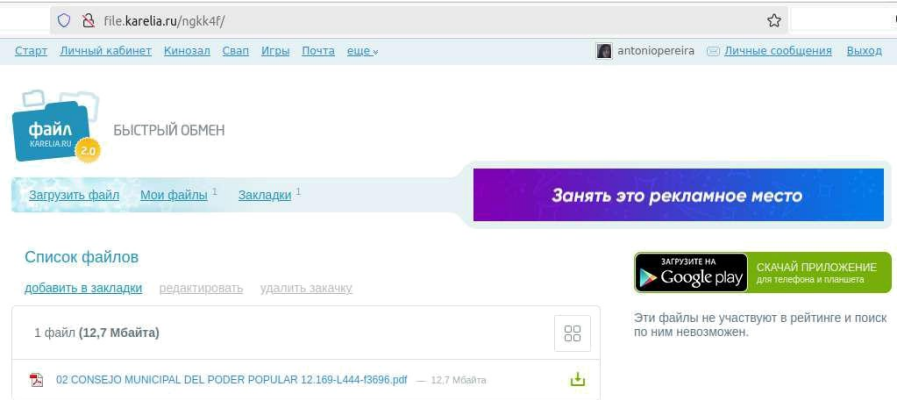 file.karelia.ru/ngkk4f/
Старт Личный кабинет Кинозал Свап Игры Почта еще antoniopereira Личные сообщения Выход
файл
KARELIA.RU
2.0
БЫСТРЫЙ ОБМЕН
Загрузить файл Мои файлы 1 Закладки 1
Занять это рекламное место
Список файлов
добавить в закладки редактировать удалить закачку
1 файл (12,7 Мбайта)
02 CONSEJO MUNICIPAL DEL PODER POPULAR 12.169-L444-f3696.pdf — 12,7 Мбайта
ЗАГРУЗИТЕ НА
Google play
СКАЧАЙ ПРИЛОЖЕНИЕ
для телефона и планшета
Эти файлы не участвуют в рейтинге и поиск
по ним невозможен.